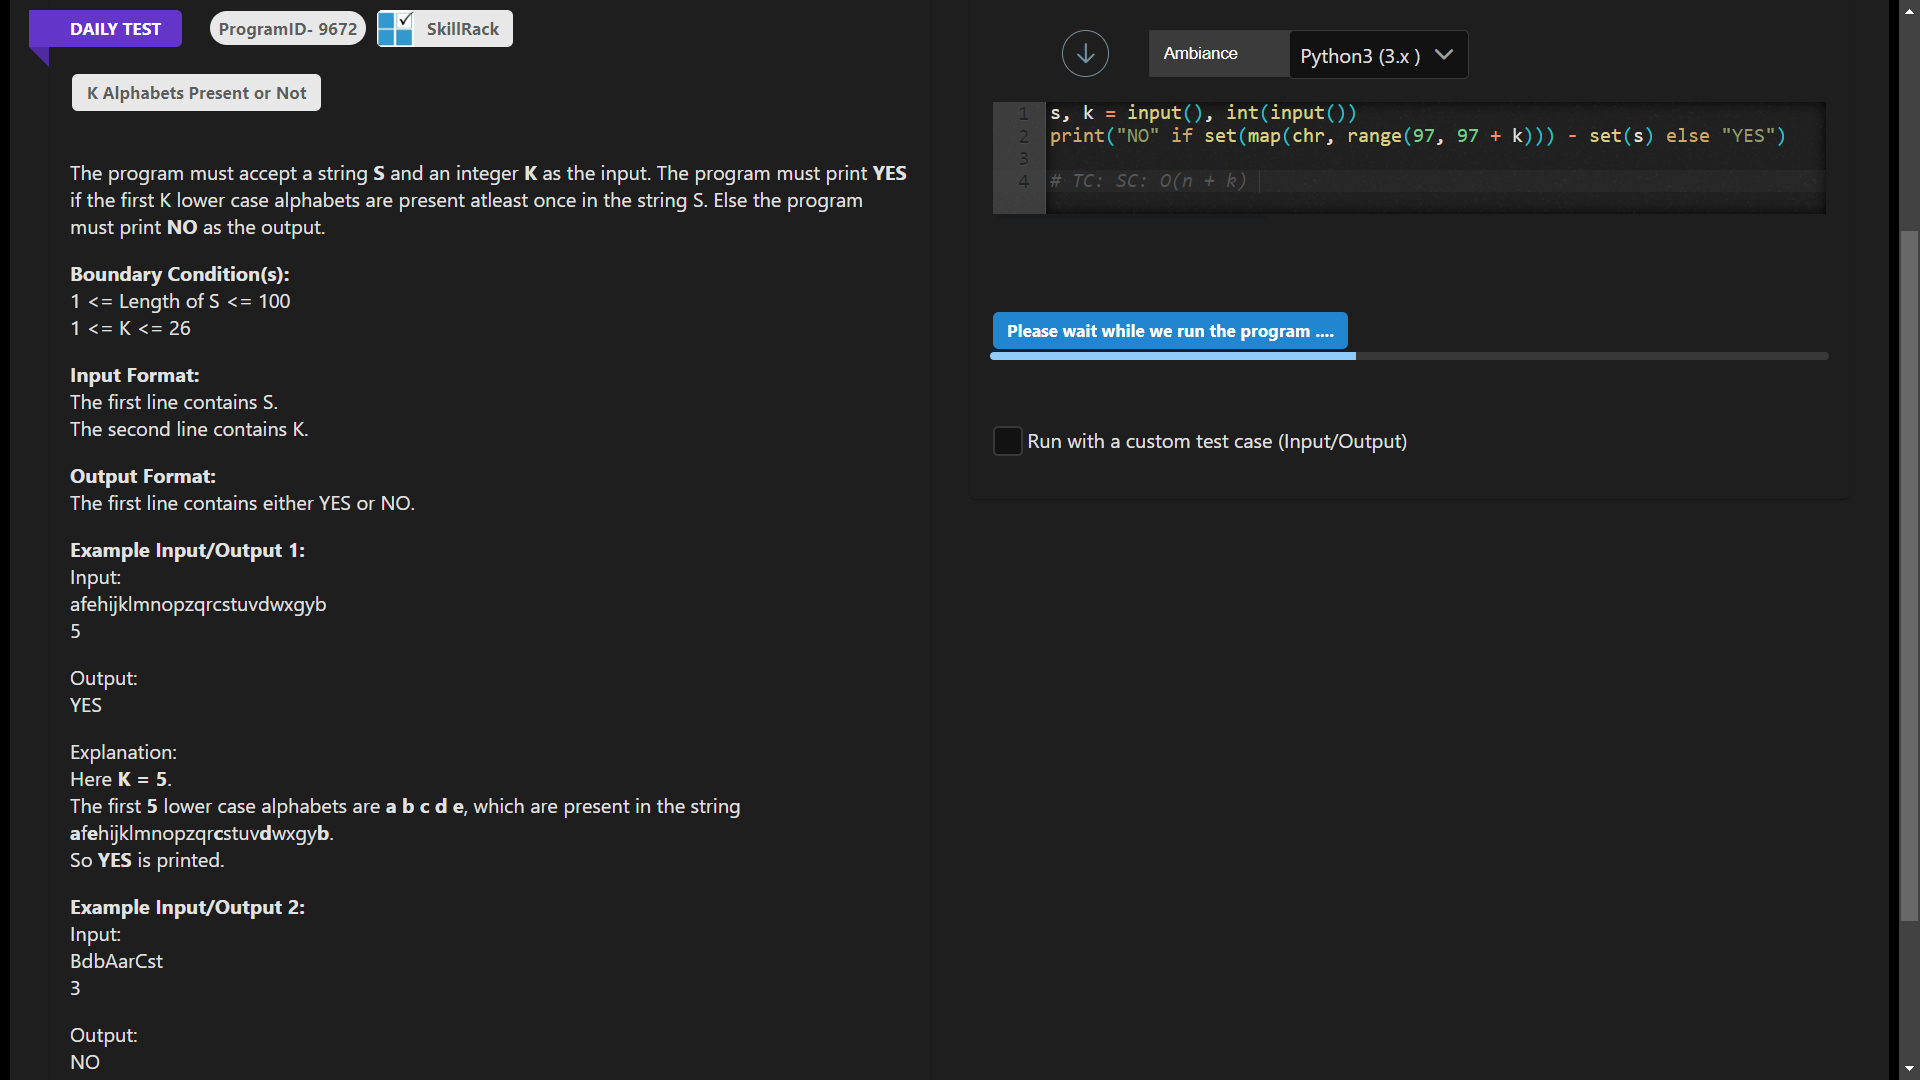 DAILY TEST
ProgramID- 9672
SkillRack
K Alphabets Present or Not
The program must accept a string S and an integer K as the input. The program must print YES
if the first K lower case alphabets are present atleast once in the string S. Else the program
must print NO as the output.
Boundary Condition(s):
1 <= Length of S <= 100
1 <= K <= 26
Input Format:
The first line contains S.
The second line contains K.
Output Format:
The first line contains either YES or NO.
Example Input/Output 1:
Input:
afehijklmnopzqrcstuvdwxgyb
5
Output:
YES
Explanation:
Here K = 5.
The first 5 lower case alphabets are a b c d e, which are present in the string
afehijklmnopzqrcstuvdwxgyb.
So YES is printed.
Example Input/Output 2:
Input:
BdbAarCst
3
Output:
NO
Ambiance
Python3 (3.x )
1 s, k = input(), int(input())
2 print("NO" if set(map(chr, range(97, 97 + k))) - set(s) else "YES")
3
4 # TC: SC: O(n + k)
Please wait while we run the program ....
Run with a custom test case (Input/Output)